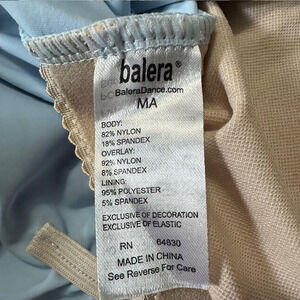 balera®
BaleraDance.com
MA
BODY:
82% NYLON
18% SPANDEX
OVERLAY:
92% NYLON
8% SPANDEX
LINING:
95% POLYESTER
5% SPANDEX
EXCLUSIVE OF DECORATION
EXCLUSIVE OF ELASTIC
RN 64830
MADE IN CHINA
See Reverse For Care